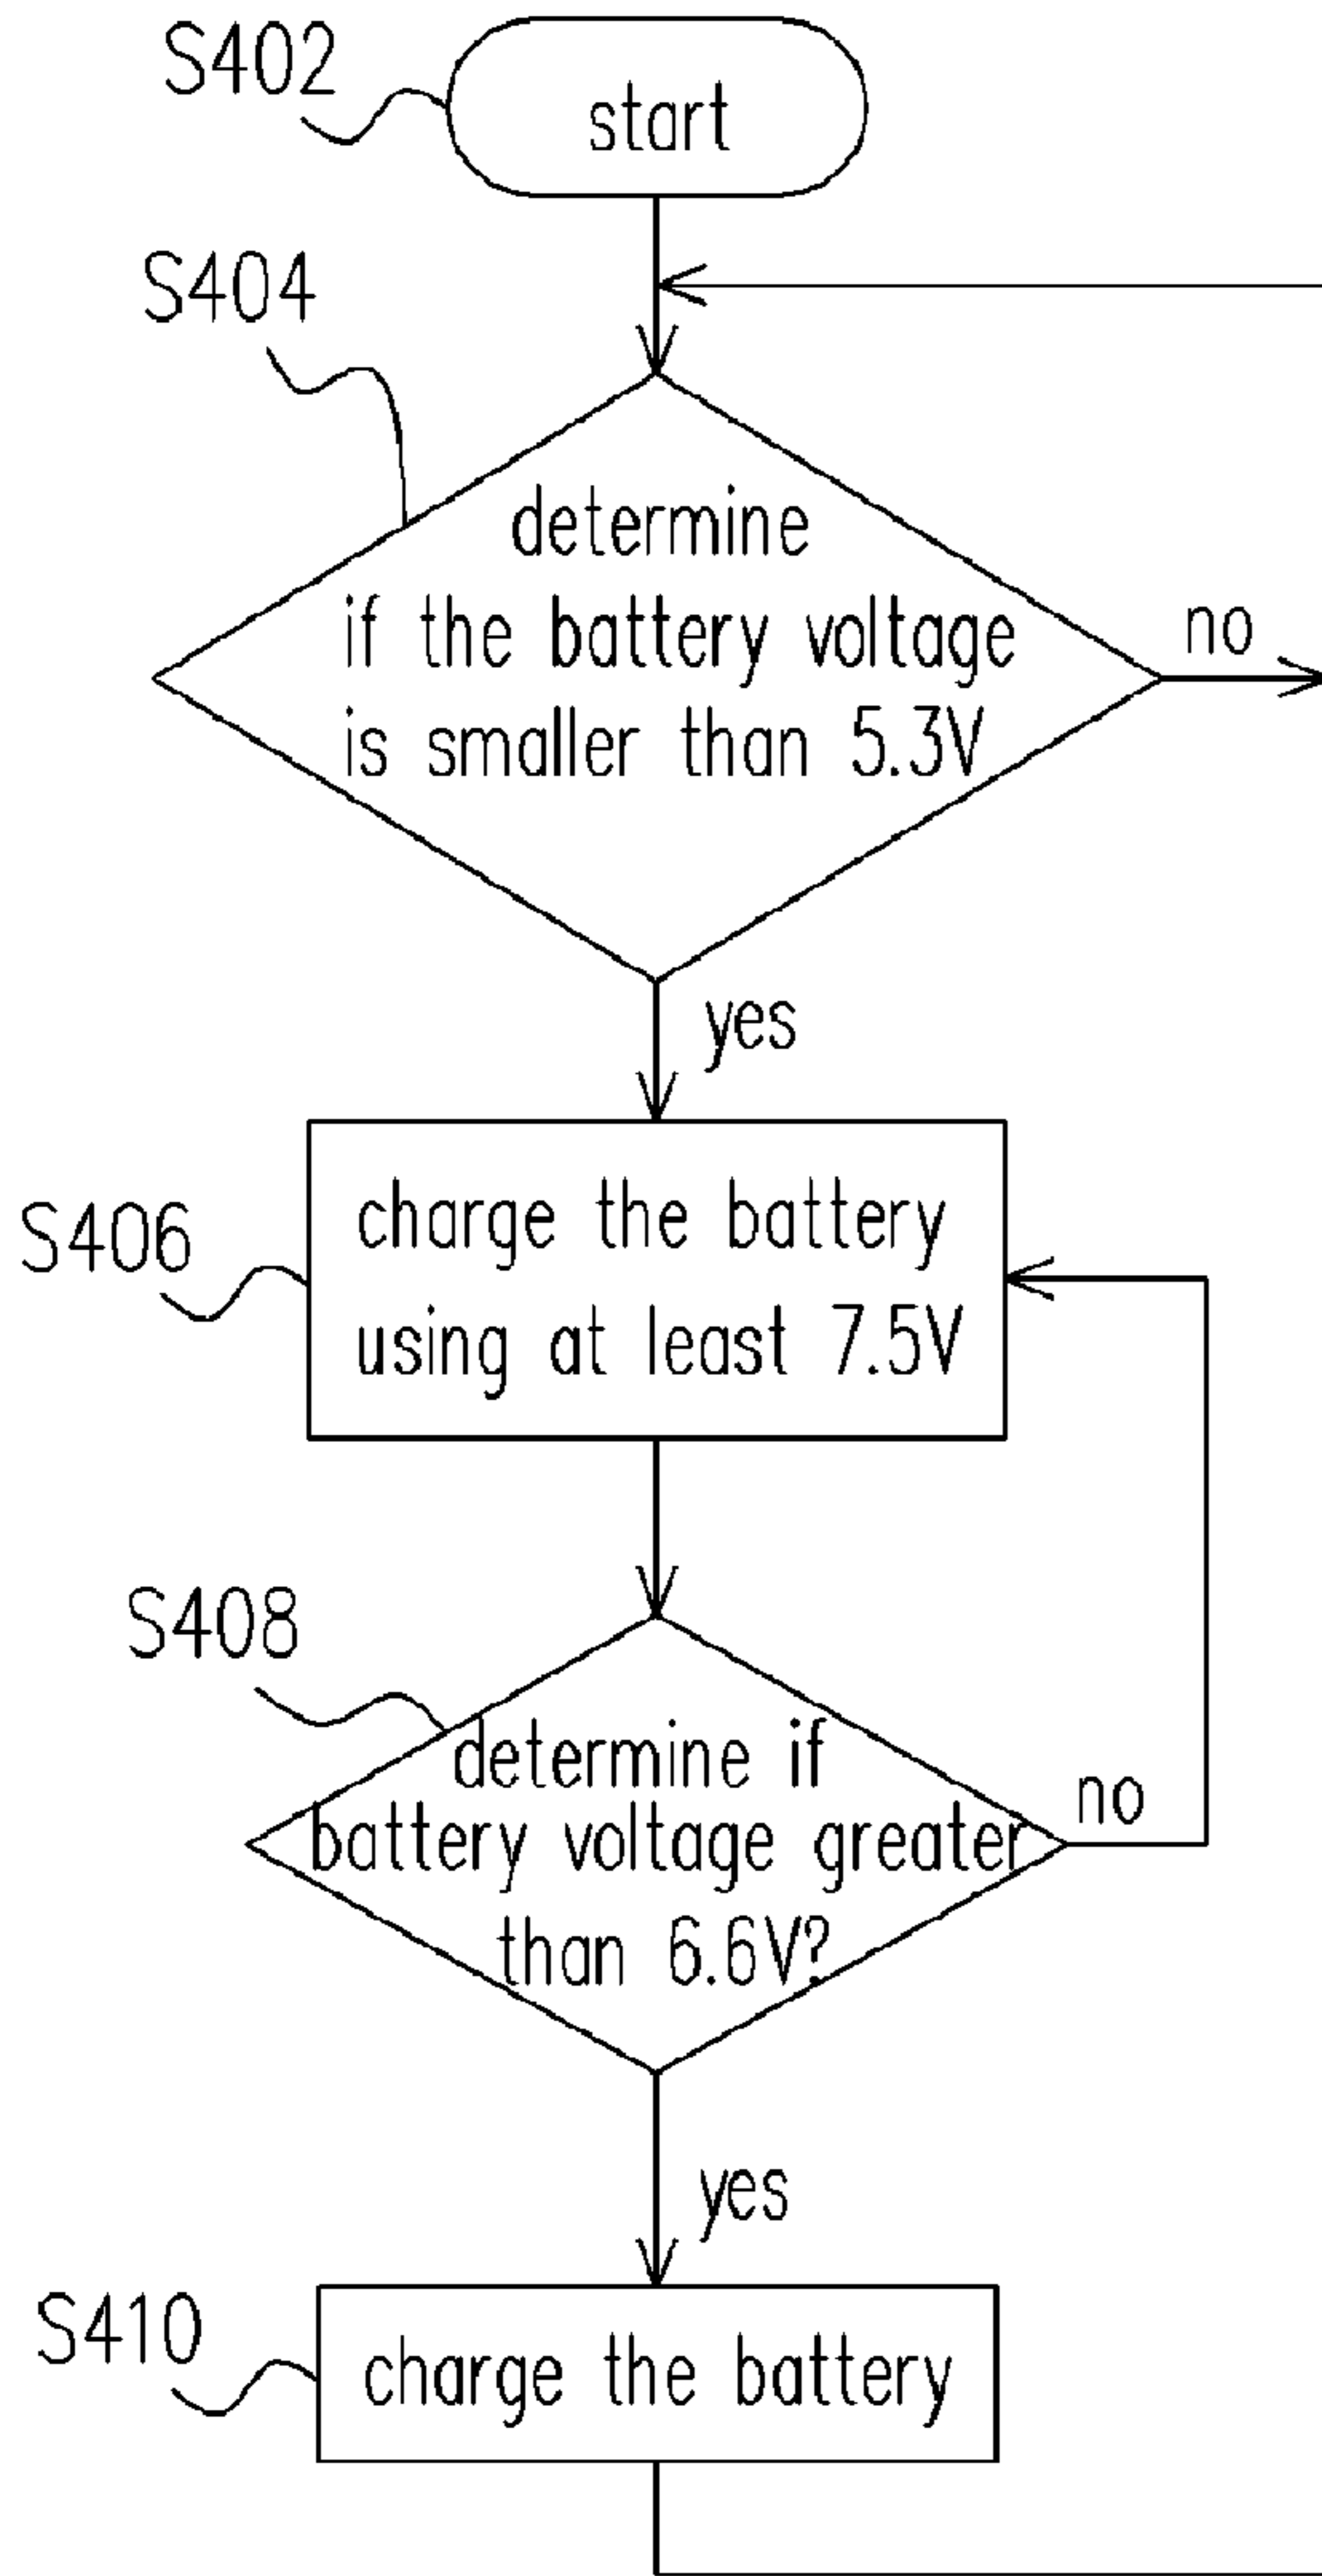 S402
start
S404
determine
if the battery voltage
is smaller than 5.3V
no
yes
S406
charge the battery
using at least 7.5V
S408
determine if
battery voltage greater
than 6.6V?
no
yes
S410
charge the battery